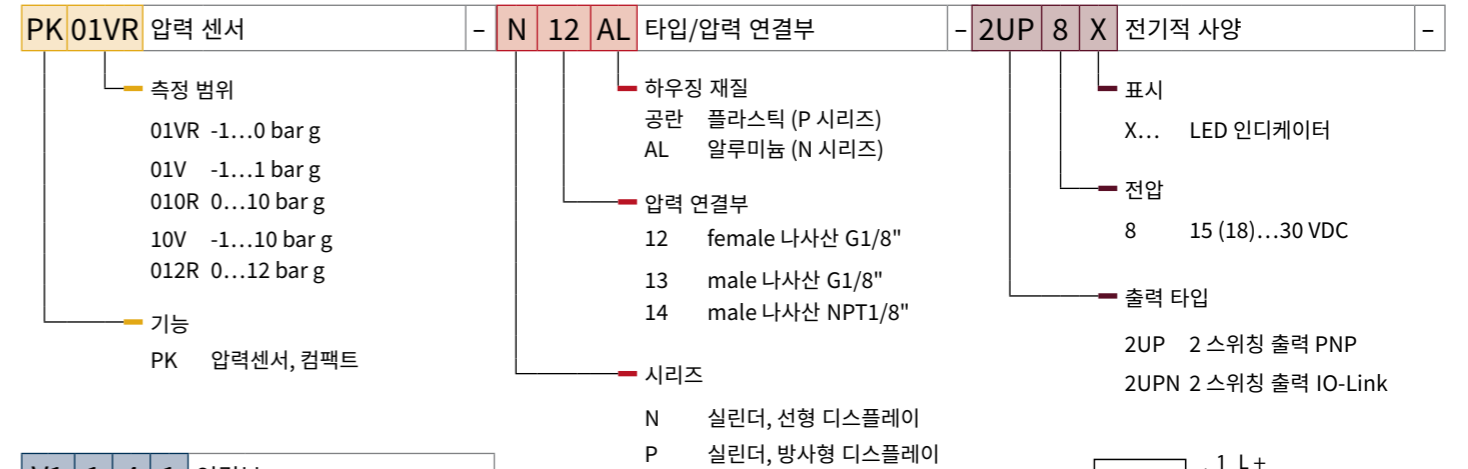 PK 01VR 압력 센서 – N 12 AL 타입/압력 연결부 – 2UP 8 X 전기적 사양 –
측정 범위
01VR -1…0 bar g
01V -1…1 bar g
010R 0…10 bar g
10V -1…10 bar g
012R 0…12 bar g
기능
PK 압력센서, 컴팩트
하우징 재질
공란 플라스틱 (P 시리즈)
AL 알루미늄 (N 시리즈)
압력 연결부
12 female 나사산 G1/8"
13 male 나사산 G1/8"
14 male 나사산 NPT1/8"
시리즈
N 실린더, 선형 디스플레이
P 실린더, 방사형 디스플레이
표시
X… LED 인디케이터
전압
8 15 (18)…30 VDC
출력 타입
2UP 2 스위칭 출력 PNP
2UPN 2 스위칭 출력 IO-Link
1 L+